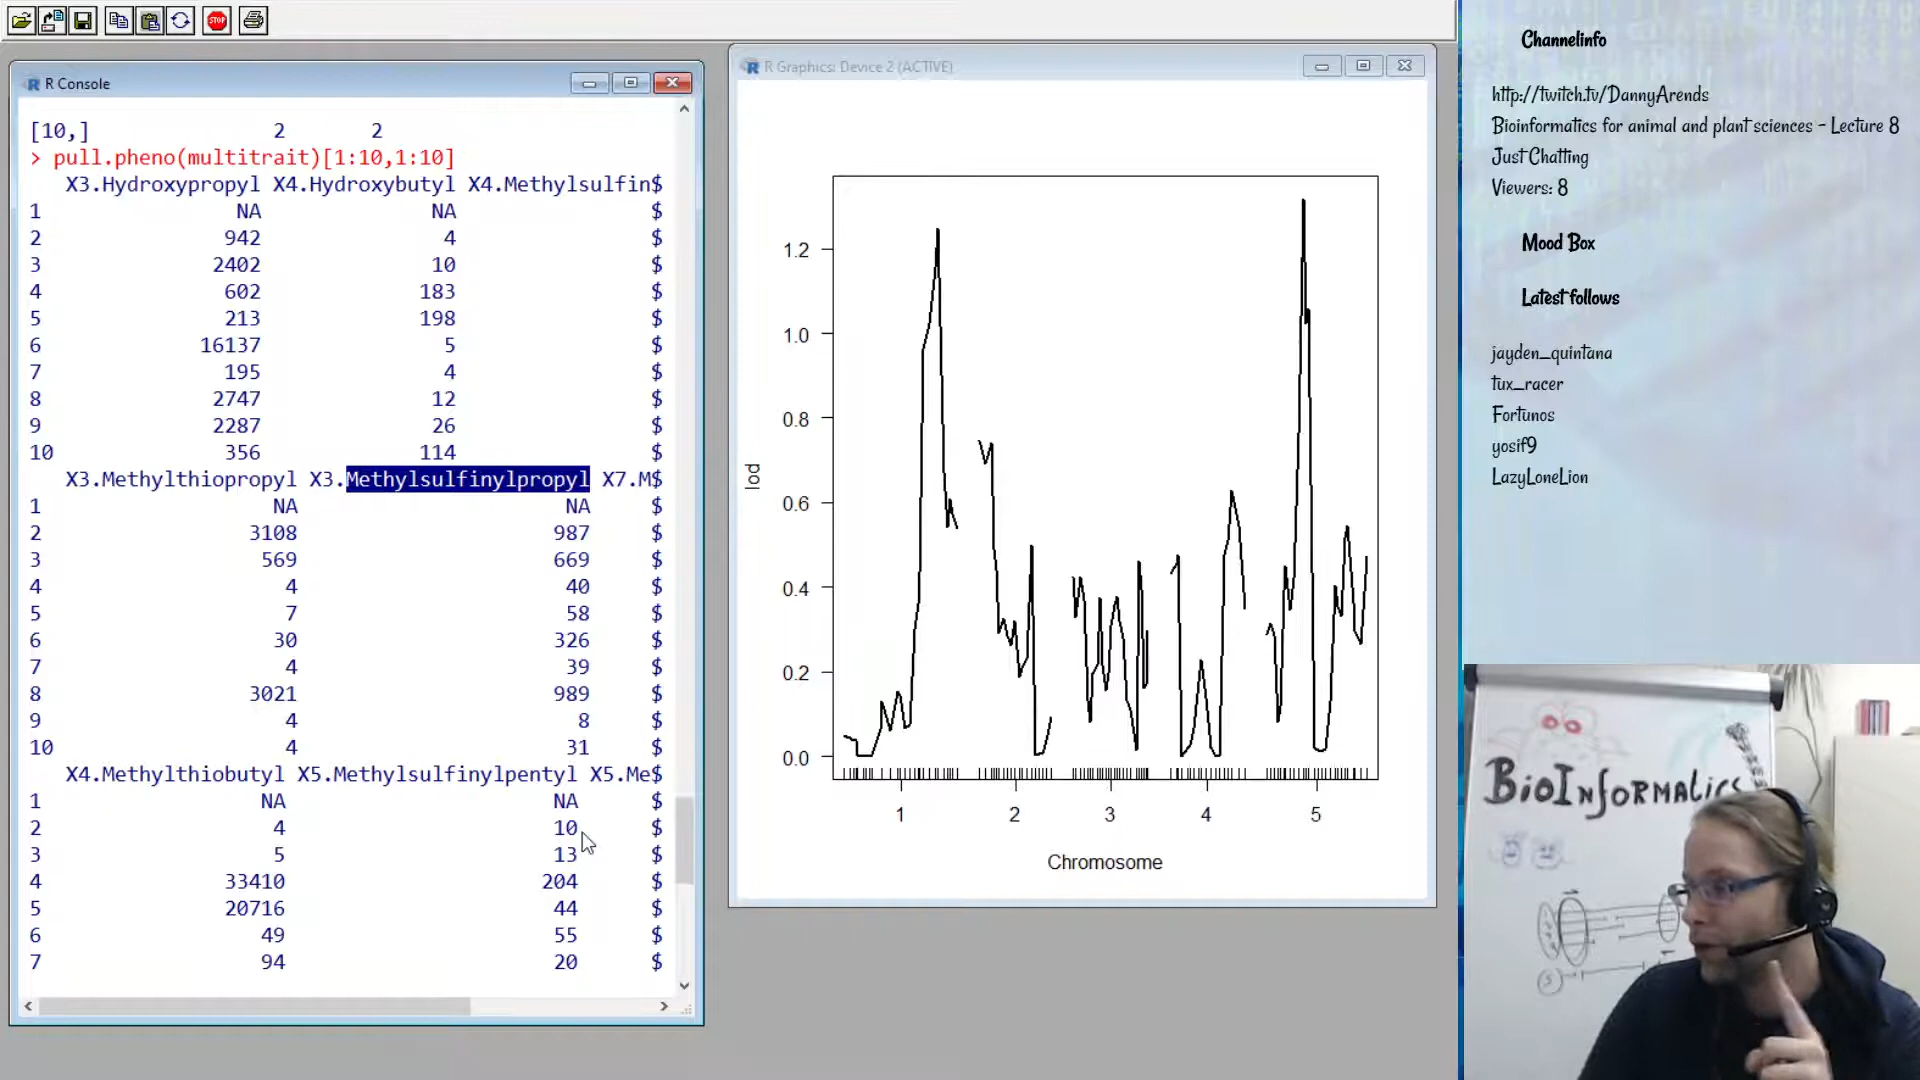 R Console
[10,] 2 2
> pull.pheno(multitrait)[1:10,1:10]
X3.Hydroxypropyl X4.Hydroxybutyl X4.Methylsulfin$
1 NA NA $
2 942 4 $
3 2402 10 $
4 602 183 $
5 213 198 $
6 16137 5 $
7 195 4 $
8 2747 12 $
9 2287 26 $
10 356 114 $
X3.Methylthiopropyl X3.Methylsulfinylpropyl X7.M$
1 NA NA $
2 3108 987 $
3 569 669 $
4 4 40 $
5 7 58 $
6 30 326 $
7 4 39 $
8 3021 989 $
9 4 8 $
10 4 31 $
X4.Methylthiobutyl X5.Methylsulfinylpentyl X5.Me$
1 NA NA $
2 4 10 $
3 5 13 $
4 33410 204 $
5 20716 44 $
6 49 55 $
7 94 20 $
R Graphics: Device 2 (ACTIVE)
1.2
1.0
0.8
0.6
0.4
0.2
0.0
lod
1 2 3 4 5
Chromosome
STOP
Channelinfo
http://twitch.tv/DannyArends
Bioinformatics for animal and plant sciences - Lecture 8
Just Chatting
Viewers: 8
Mood Box
Latest follows
jayden_quintana
tux_racer
Fortunos
yosif9
LazyLoneLion
BioInformatics